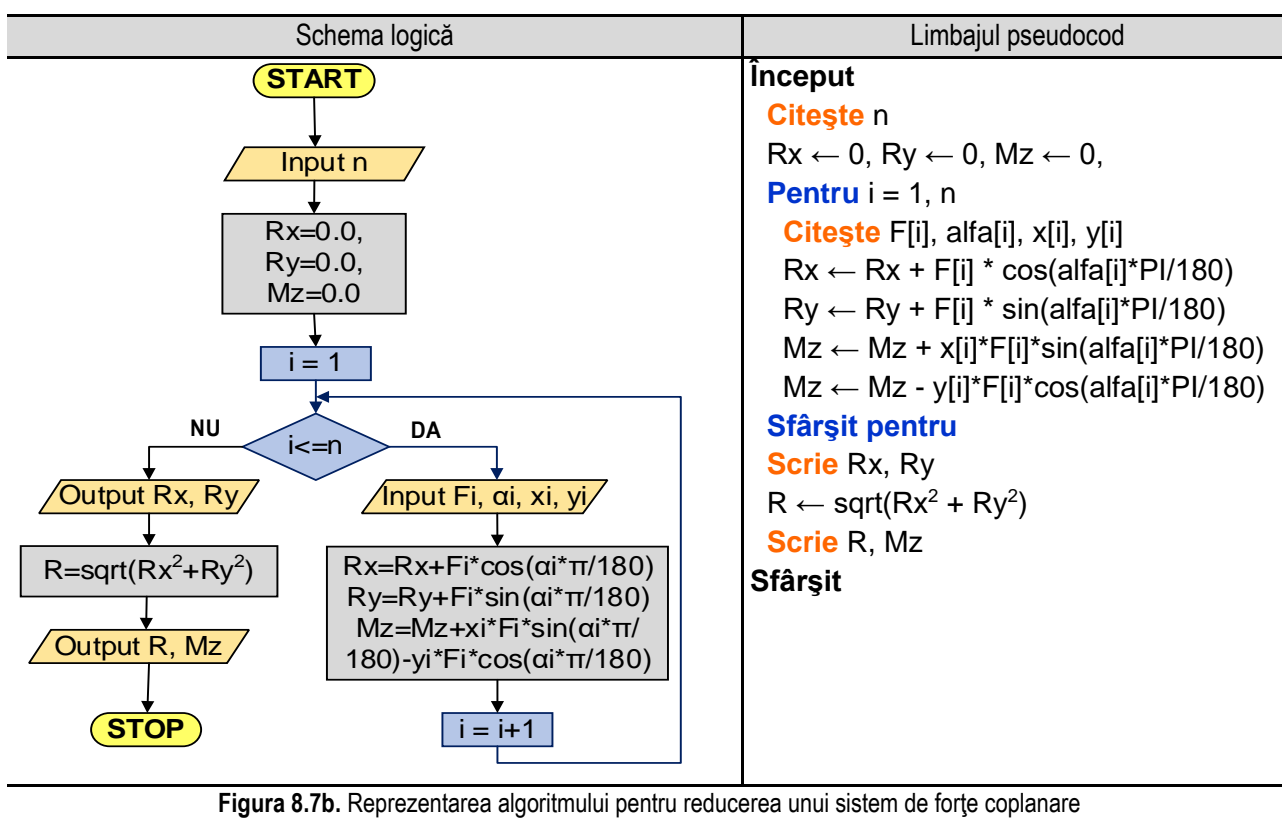 Schema logică
START
Input n
Rx=0.0,
Ry=0.0,
Mz=0.0
i = 1
i<=n
NU
DA
Output Rx, Ry
R=sqrt(Rx²+Ry²)
Output R, Mz
STOP
Input Fi, αi, xi, yi
Rx=Rx+Fi*cos(αi*π/180)
Ry=Ry+Fi*sin(αi*π/180)
Mz=Mz+xi*Fi*sin(αi*π/
180)-yi*Fi*cos(αi*π/180)
i = i+1
Limbajul pseudocod
Început
Citeşte n
Rx ← 0, Ry ← 0, Mz ← 0,
Pentru i = 1, n
Citeşte F[i], alfa[i], x[i], y[i]
Rx ← Rx + F[i] * cos(alfa[i]*PI/180)
Ry ← Ry + F[i] * sin(alfa[i]*PI/180)
Mz ← Mz + x[i]*F[i]*sin(alfa[i]*PI/180)
Mz ← Mz - y[i]*F[i]*cos(alfa[i]*PI/180)
Sfârşit pentru
Scrie Rx, Ry
R ← sqrt(Rx² + Ry²)
Scrie R, Mz
Sfârşit
Figura 8.7b. Reprezentarea algoritmului pentru reducerea unui sistem de forţe coplanare